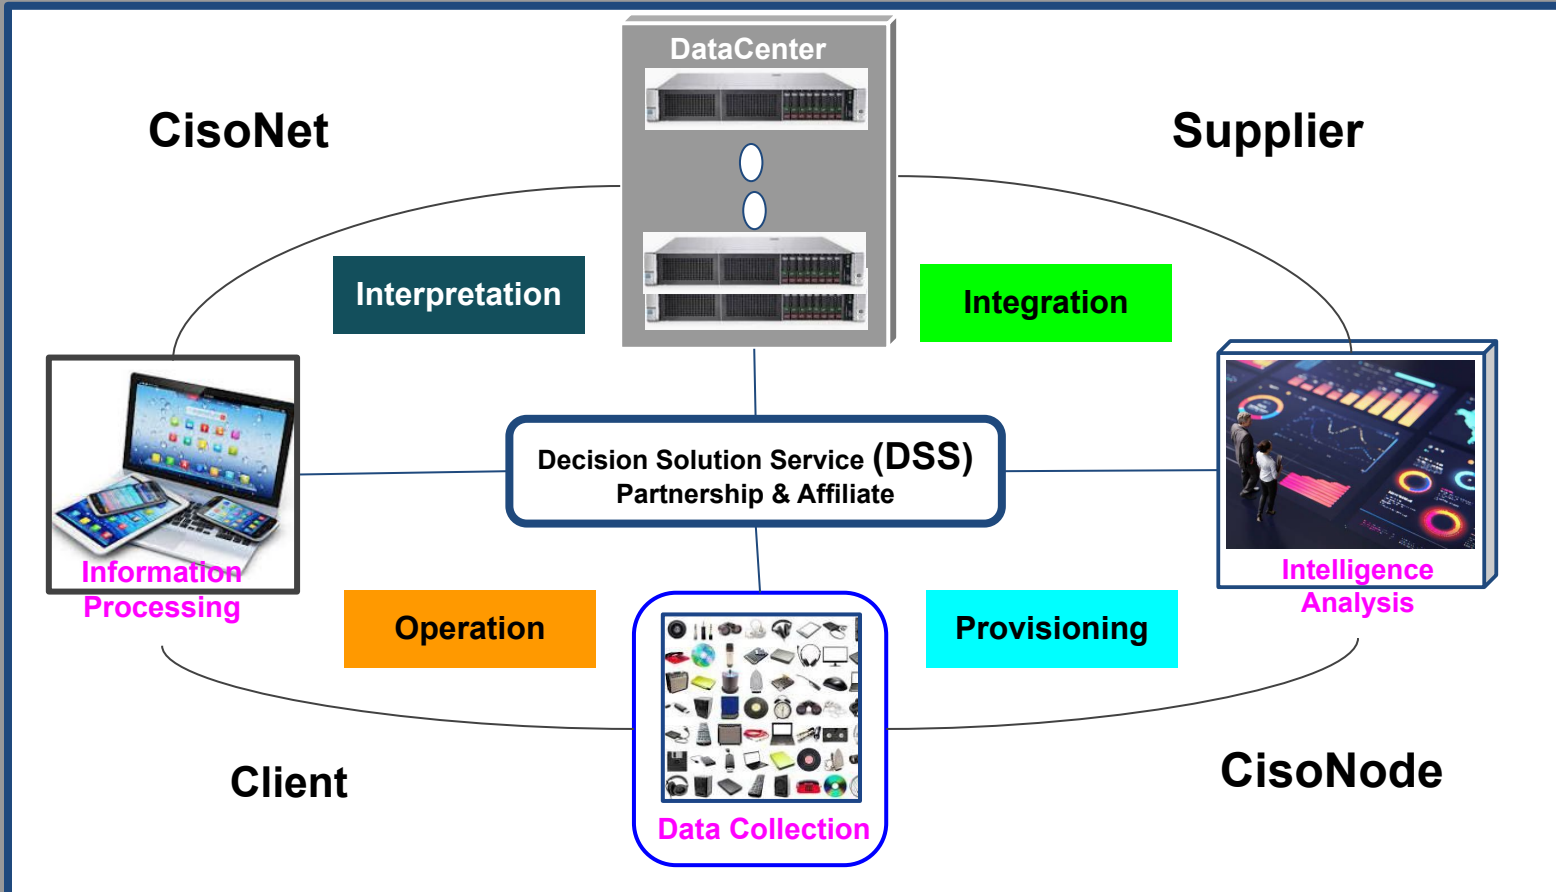 DataCenter
CisoNet
Supplier
Interpretation
Integration
Decision Solution Service (DSS)
Partnership & Affiliate
Information
Processing
Intelligence
Analysis
Operation
Provisioning
Client
CisoNode
Data Collection